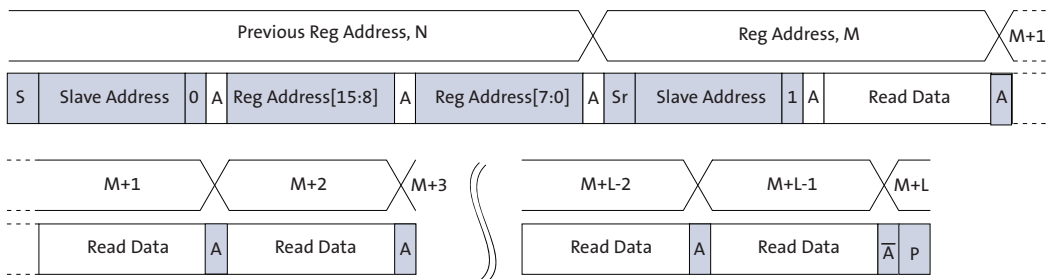 Previous Reg Address, N Reg Address, M M+1
S Slave Address 0 A Reg Address[15:8] A Reg Address[7:0] A Sr Slave Address 1 A Read Data A
M+1 M+2 M+3 M+L-2 M+L-1 M+L
Read Data A Read Data A Read Data A Read Data A̅ P